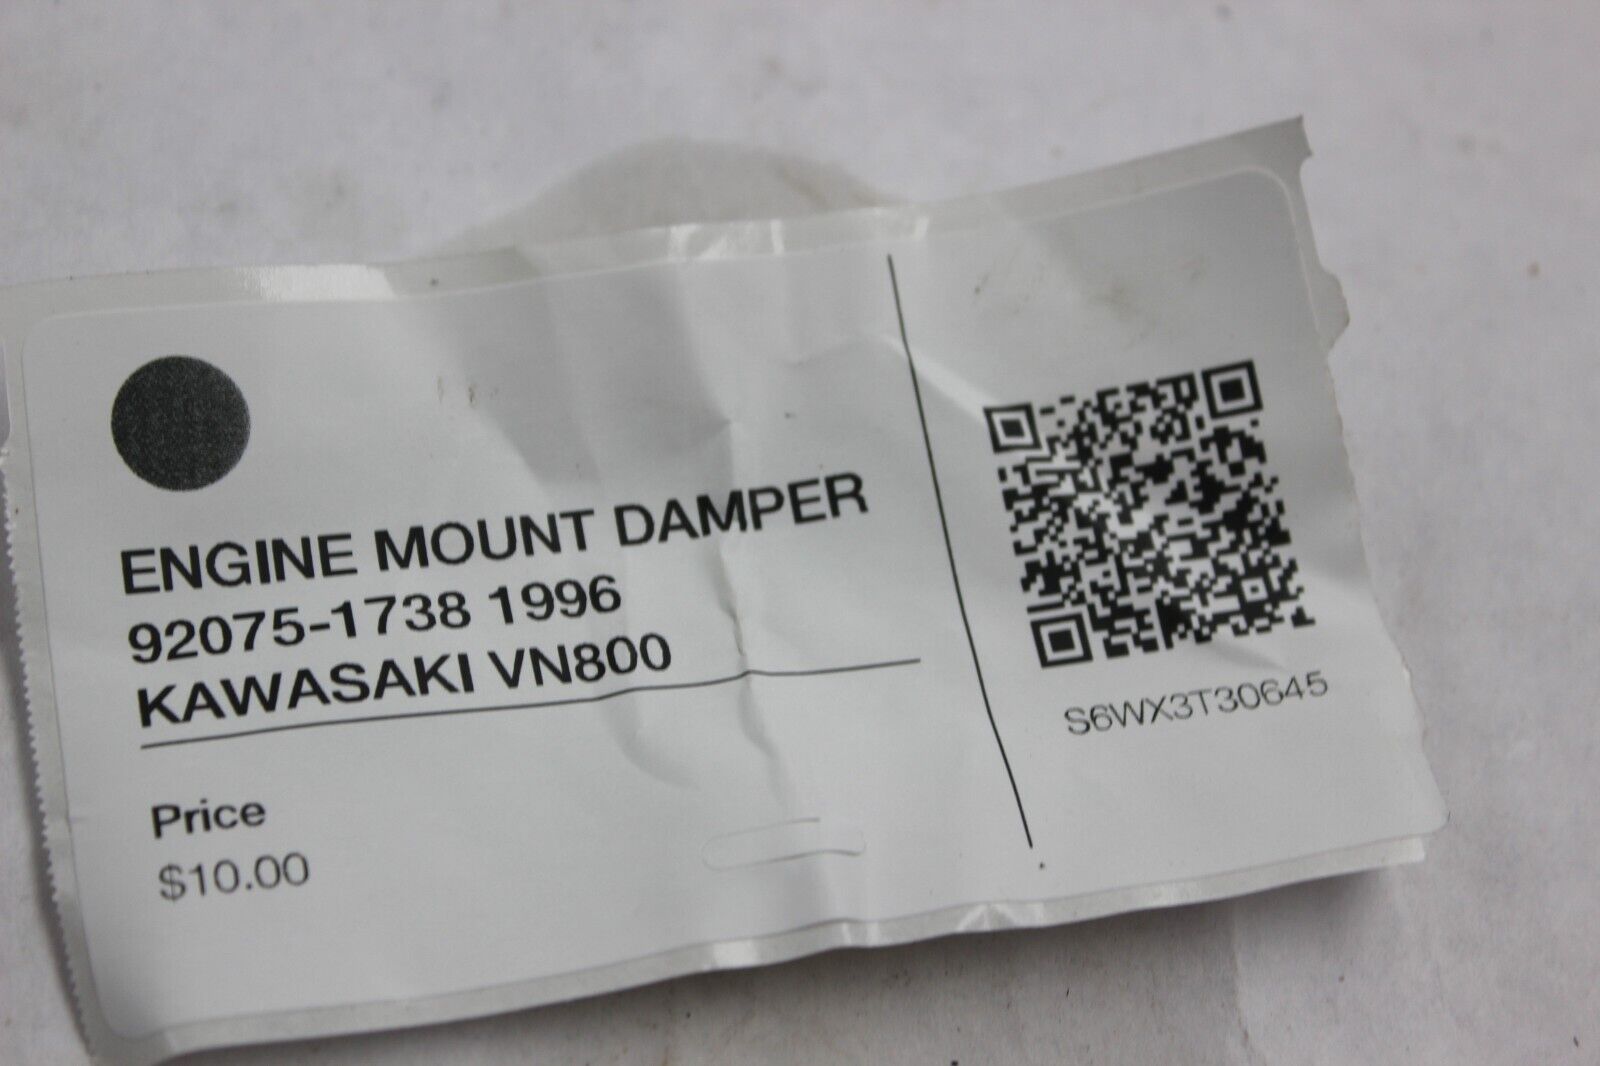 ENGINE MOUNT DAMPER
92075-1738 1996
KAWASAKI VN800
Price
$10.00
S6WX3T30645